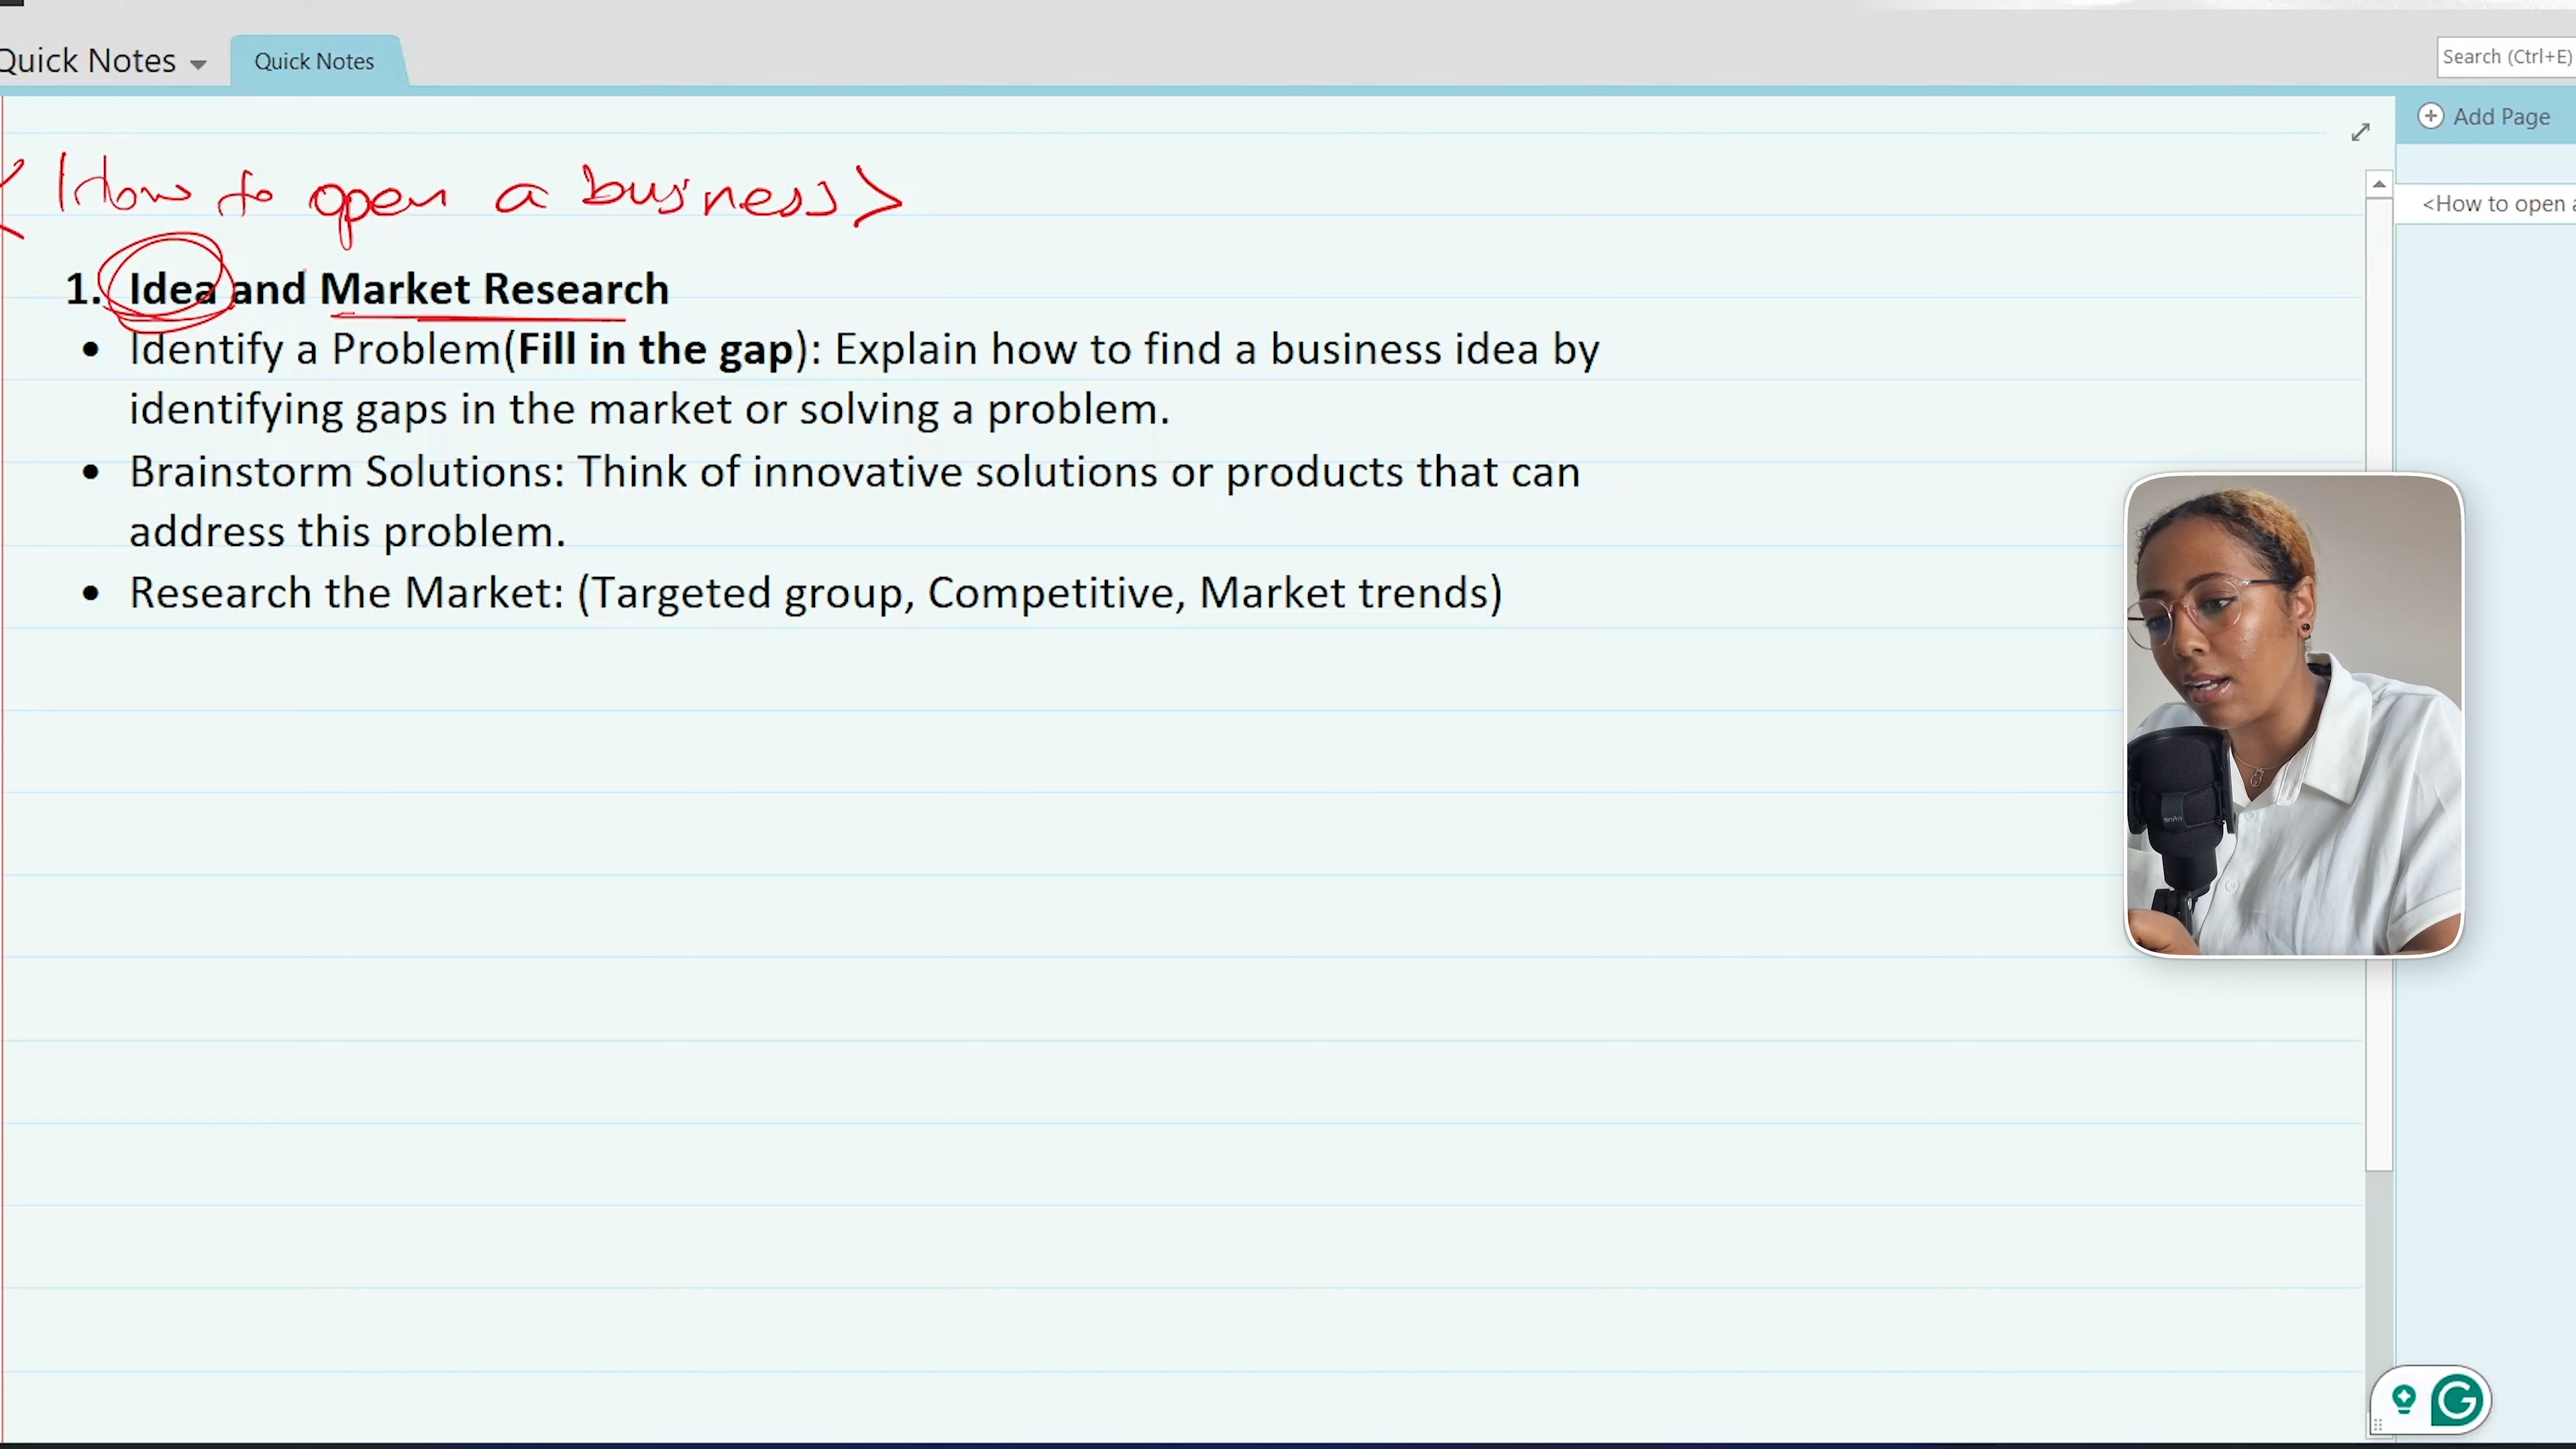 Quick Notes
Quick Notes
Search (Ctrl+E)
Add Page
<How to open a
<How to open a business>
1. Idea and Market Research
• Identify a Problem(Fill in the gap): Explain how to find a business idea by
identifying gaps in the market or solving a problem.
• Brainstorm Solutions: Think of innovative solutions or products that can
address this problem.
• Research the Market: (Targeted group, Competitive, Market trends)